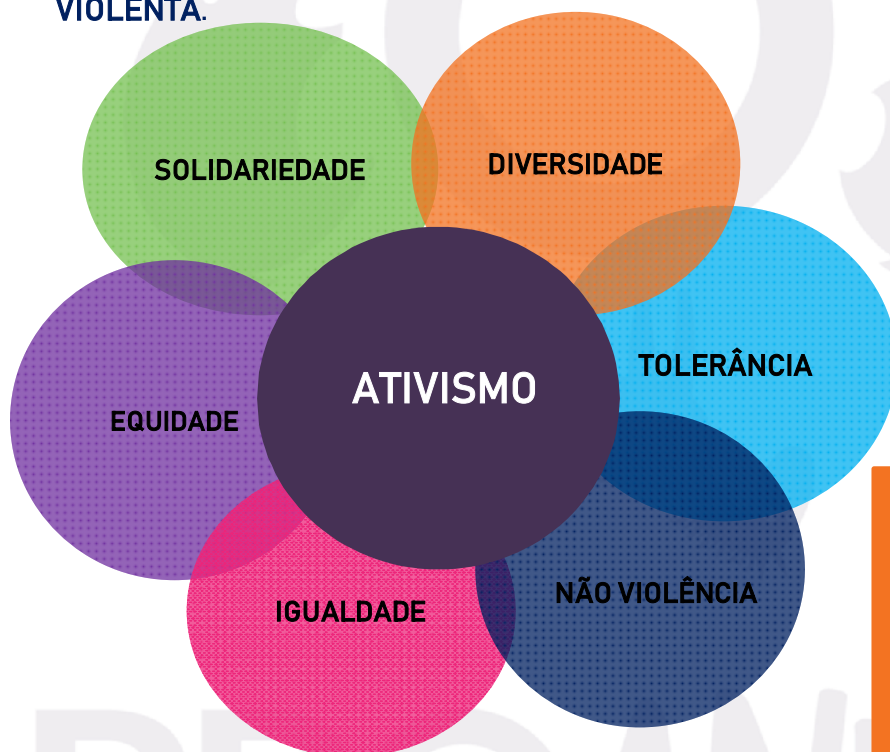 VIOLENTA.
SOLIDARIEDADE
DIVERSIDADE
TOLERÂNCIA
ATIVISMO
EQUIDADE
NÃO VIOLÊNCIA
IGUALDADE